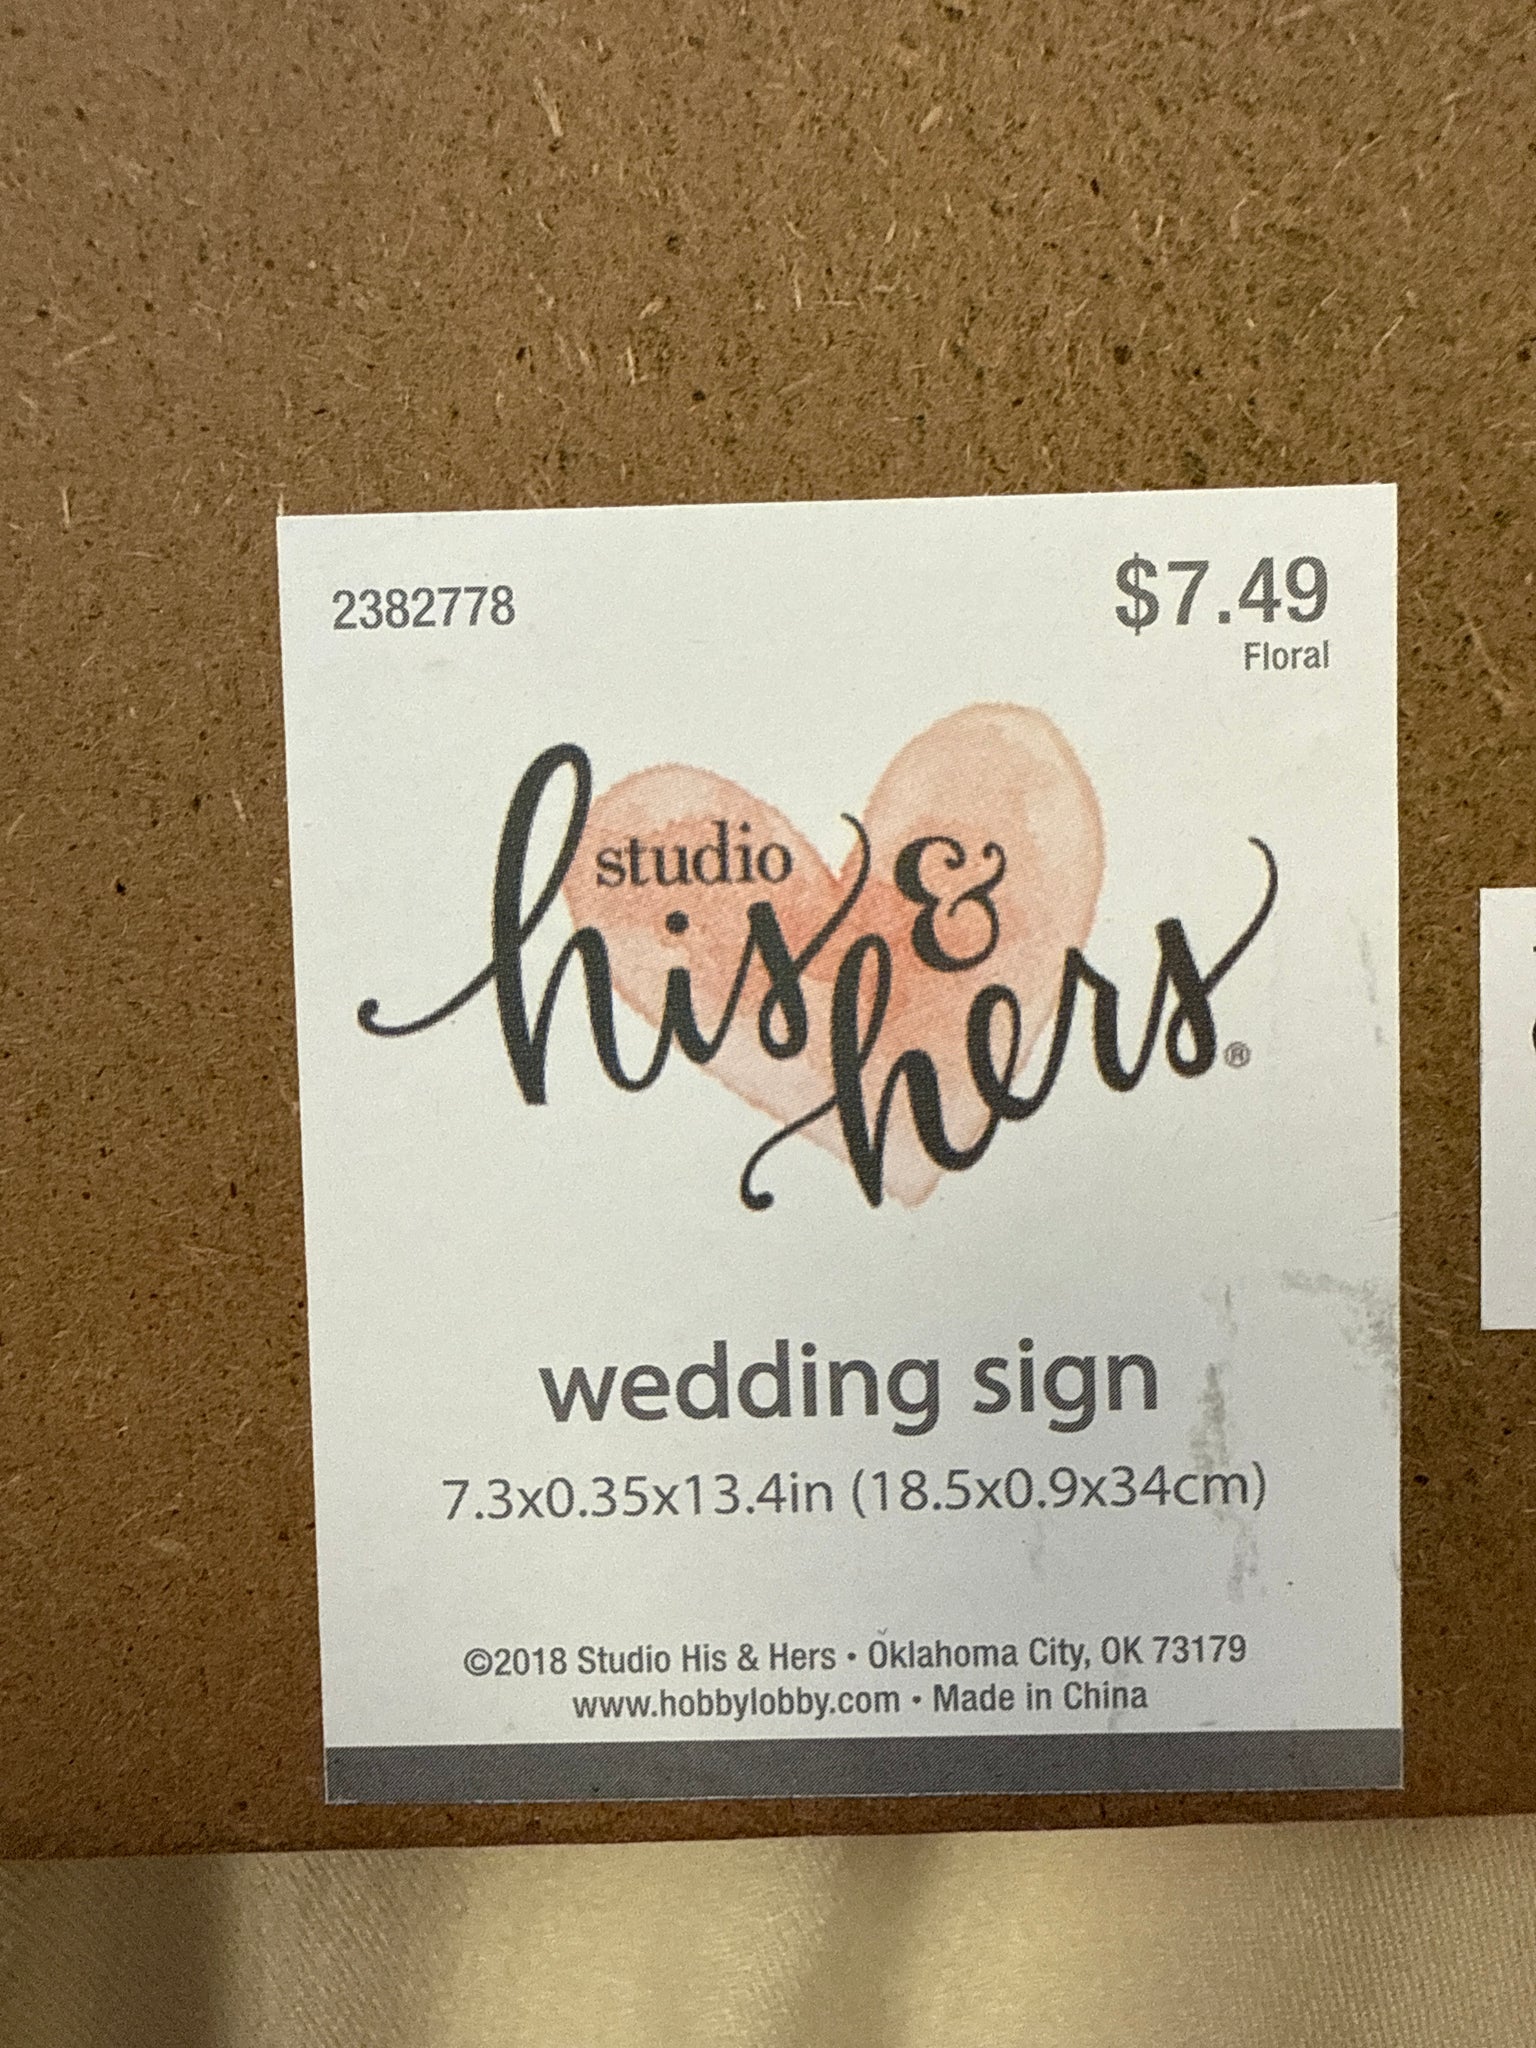 2382778
$7.49
Floral
studio
his &
hers®
wedding sign
7.3x0.35x13.4in (18.5x0.9x34cm)
©2018 Studio His & Hers • Oklahoma City, OK 73179
www.hobbylobby.com • Made in China